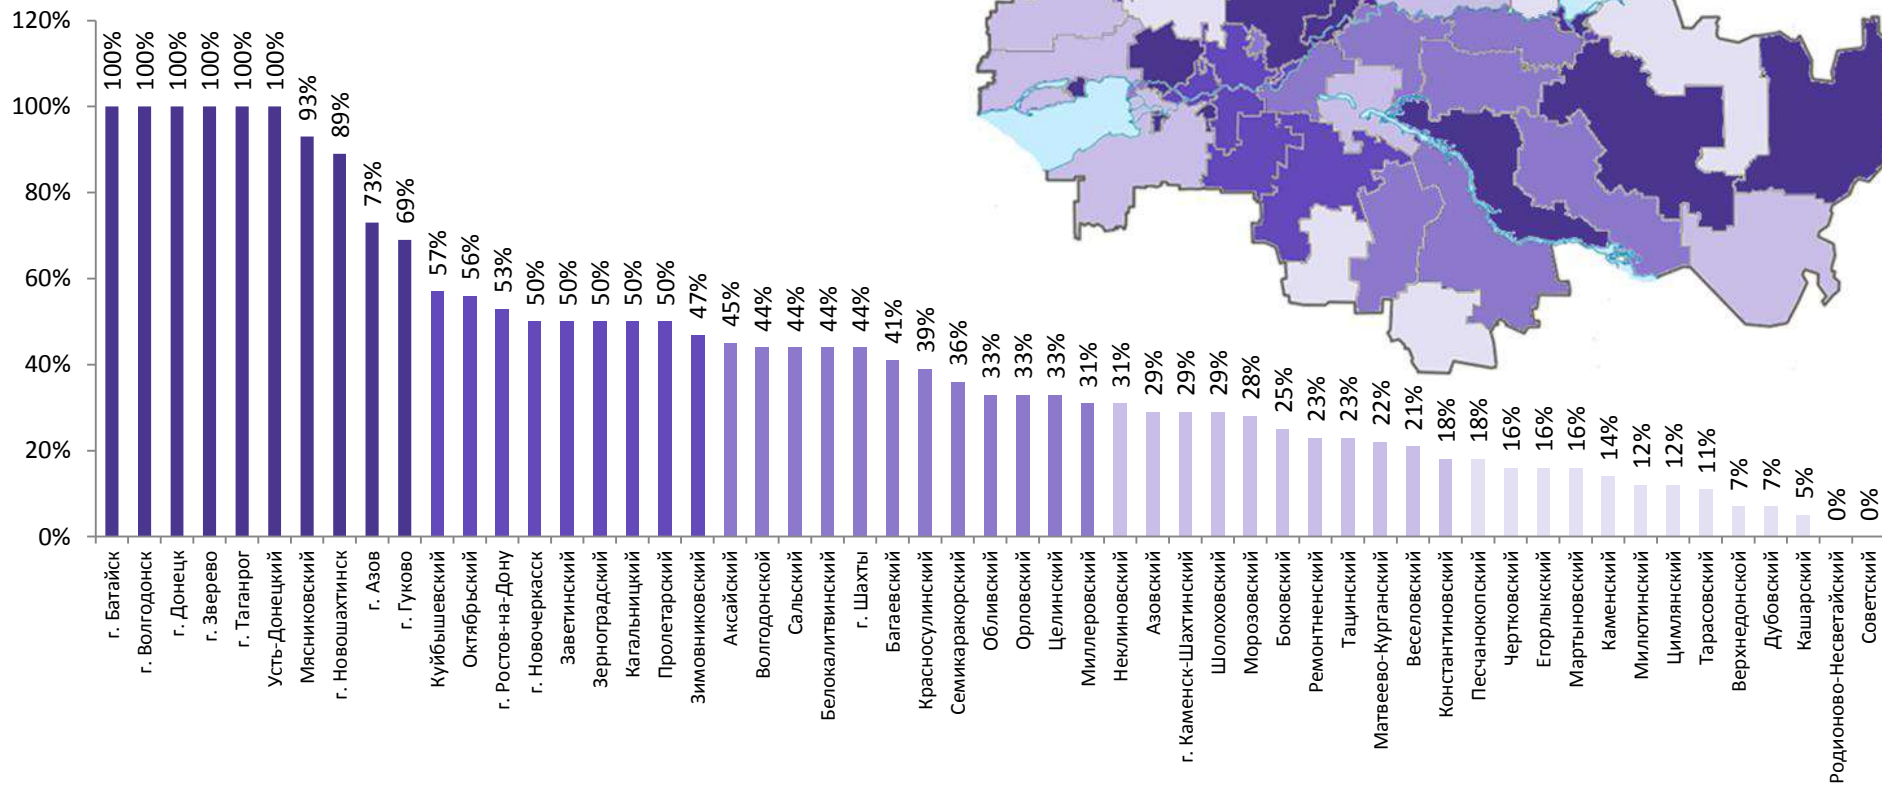 120%
100%
80%
60%
40%
20%
0%
100%
100%
100%
100%
100%
100%
93%
89%
73%
69%
57%
56%
53%
50%
50%
50%
50%
50%
47%
45%
44%
44%
44%
44%
41%
39%
36%
33%
33%
33%
31%
31%
29%
29%
29%
28%
25%
23%
23%
22%
21%
18%
18%
16%
16%
16%
14%
12%
12%
11%
7%
7%
5%
0%
0%
г. Батайск
г. Волгодонск
г. Донецк
г. Зверево
г. Таганрог
Усть-Донецкий
Мясниковский
г. Новошахтинск
г. Азов
г. Гуково
Куйбышевский
Октябрьский
г. Ростов-на-Дону
г. Новочеркасск
Заветинский
Зерноградский
Кагальницкий
Пролетарский
Зимовниковский
Аксайский
Волгодонской
Сальский
Белокалитвинский
г. Шахты
Багаевский
Красносулинский
Семикаракорский
Обливский
Орловский
Целинский
Миллеровский
Неклиновский
Азовский
г. Каменск-Шахтинский
Шолоховский
Морозовский
Боковский
Ремонтненский
Тацинский
Матвеево-Курганский
Веселовский
Константиновский
Песчанокопский
Чертковский
Егорлыкский
Мартыновский
Каменский
Милютинский
Цимлянский
Тарасовский
Верхнедонской
Дубовский
Кашарский
Родионово-Несветайский
Советский